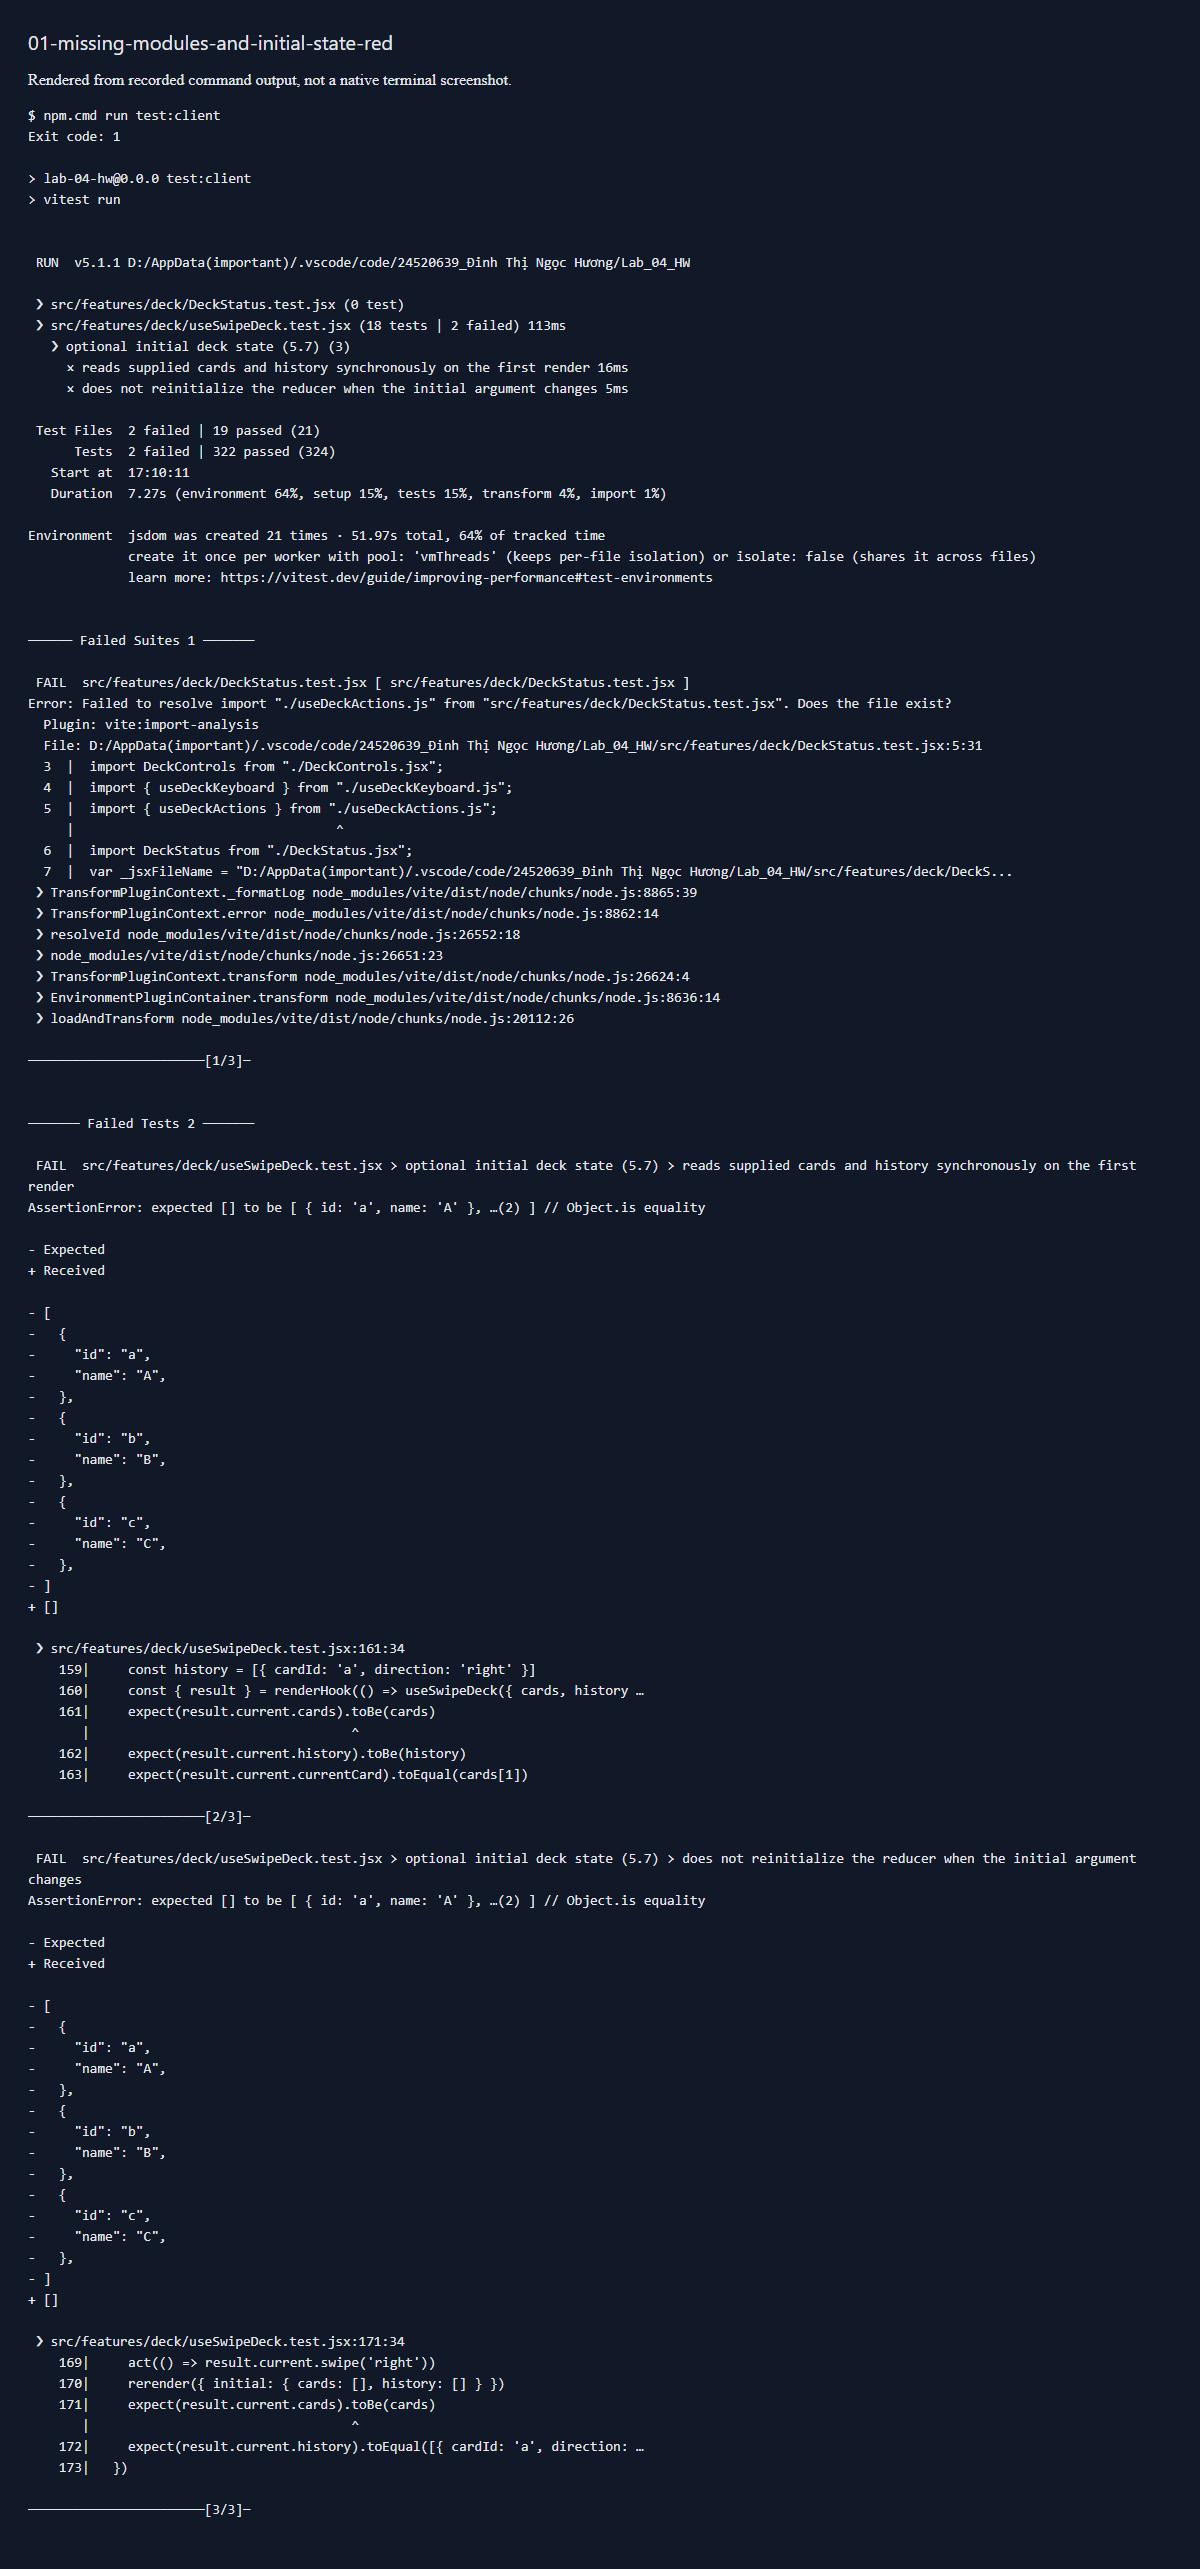 01-missing-modules-and-initial-state-red
Rendered from recorded command output, not a native terminal screenshot.
$ npm.cmd run test:client
Exit code: 1
> lab-04-hw@0.0.0 test:client
> vitest run
RUN  v5.1.1 D:/AppData(important)/.vscode/code/24520639_Đinh Thị Ngọc Hương/Lab_04_HW
❯ src/features/deck/DeckStatus.test.jsx (0 test)
❯ src/features/deck/useSwipeDeck.test.jsx (18 tests | 2 failed) 113ms
❯ optional initial deck state (5.7) (3)
× reads supplied cards and history synchronously on the first render 16ms
× does not reinitialize the reducer when the initial argument changes 5ms
Test Files  2 failed | 19 passed (21)
Tests  2 failed | 322 passed (324)
Start at  17:10:11
Duration  7.27s (environment 64%, setup 15%, tests 15%, transform 4%, import 1%)
Environment  jsdom was created 21 times · 51.97s total, 64% of tracked time
create it once per worker with pool: 'vmThreads' (keeps per-file isolation) or isolate: false (shares it across files)
learn more: https://vitest.dev/guide/improving-performance#test-environments
────── Failed Suites 1 ───────
FAIL  src/features/deck/DeckStatus.test.jsx [ src/features/deck/DeckStatus.test.jsx ]
Error: Failed to resolve import "./useDeckActions.js" from "src/features/deck/DeckStatus.test.jsx". Does the file exist?
Plugin: vite:import-analysis
File: D:/AppData(important)/.vscode/code/24520639_Đinh Thị Ngọc Hương/Lab_04_HW/src/features/deck/DeckStatus.test.jsx:5:31
3  |  import DeckControls from "./DeckControls.jsx";
4  |  import { useDeckKeyboard } from "./useDeckKeyboard.js";
5  |  import { useDeckActions } from "./useDeckActions.js";
|                                  ^
6  |  import DeckStatus from "./DeckStatus.jsx";
7  |  var _jsxFileName = "D:/AppData(important)/.vscode/code/24520639_Đinh Thị Ngọc Hương/Lab_04_HW/src/features/deck/DeckS...
❯ TransformPluginContext._formatLog node_modules/vite/dist/node/chunks/node.js:8865:39
❯ TransformPluginContext.error node_modules/vite/dist/node/chunks/node.js:8862:14
❯ resolveId node_modules/vite/dist/node/chunks/node.js:26552:18
❯ node_modules/vite/dist/node/chunks/node.js:26651:23
❯ TransformPluginContext.transform node_modules/vite/dist/node/chunks/node.js:26624:4
❯ EnvironmentPluginContainer.transform node_modules/vite/dist/node/chunks/node.js:8636:14
❯ loadAndTransform node_modules/vite/dist/node/chunks/node.js:20112:26
───────────────────────[1/3]─
─────── Failed Tests 2 ───────
FAIL  src/features/deck/useSwipeDeck.test.jsx > optional initial deck state (5.7) > reads supplied cards and history synchronously on the first
render
AssertionError: expected [] to be [ { id: 'a', name: 'A' }, …(2) ] // Object.is equality
- Expected
+ Received
- [
-   {
-     "id": "a",
-     "name": "A",
-   },
-   {
-     "id": "b",
-     "name": "B",
-   },
-   {
-     "id": "c",
-     "name": "C",
-   },
- ]
+ []
❯ src/features/deck/useSwipeDeck.test.jsx:161:34
159|     const history = [{ cardId: 'a', direction: 'right' }]
160|     const { result } = renderHook(() => useSwipeDeck({ cards, history …
161|     expect(result.current.cards).toBe(cards)
|                                  ^
162|     expect(result.current.history).toBe(history)
163|     expect(result.current.currentCard).toEqual(cards[1])
───────────────────────[2/3]─
FAIL  src/features/deck/useSwipeDeck.test.jsx > optional initial deck state (5.7) > does not reinitialize the reducer when the initial argument
changes
AssertionError: expected [] to be [ { id: 'a', name: 'A' }, …(2) ] // Object.is equality
- Expected
+ Received
- [
-   {
-     "id": "a",
-     "name": "A",
-   },
-   {
-     "id": "b",
-     "name": "B",
-   },
-   {
-     "id": "c",
-     "name": "C",
-   },
- ]
+ []
❯ src/features/deck/useSwipeDeck.test.jsx:171:34
169|     act(() => result.current.swipe('right'))
170|     rerender({ initial: { cards: [], history: [] } })
171|     expect(result.current.cards).toBe(cards)
|                                  ^
172|     expect(result.current.history).toEqual([{ cardId: 'a', direction: …
173|   })
───────────────────────[3/3]─